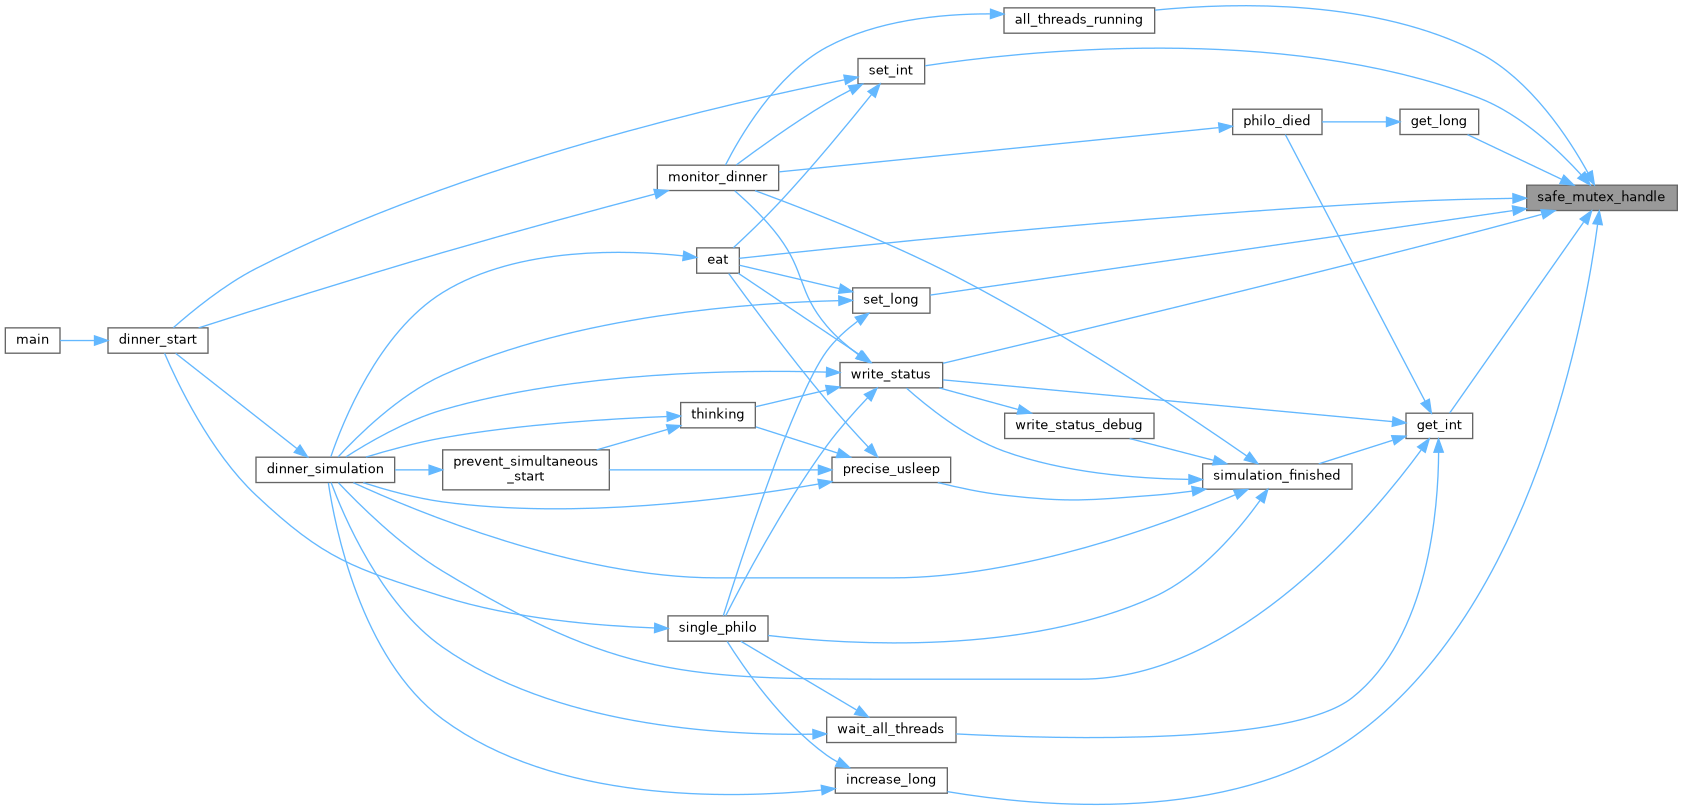 all_threads_running
set_int
philo_died
get_long
monitor_dinner
safe_mutex_handle
eat
set_long
main
dinner_start
write_status
thinking
write_status_debug
get_int
dinner_simulation
prevent_simultaneous
_start
precise_usleep
simulation_finished
single_philo
wait_all_threads
increase_long